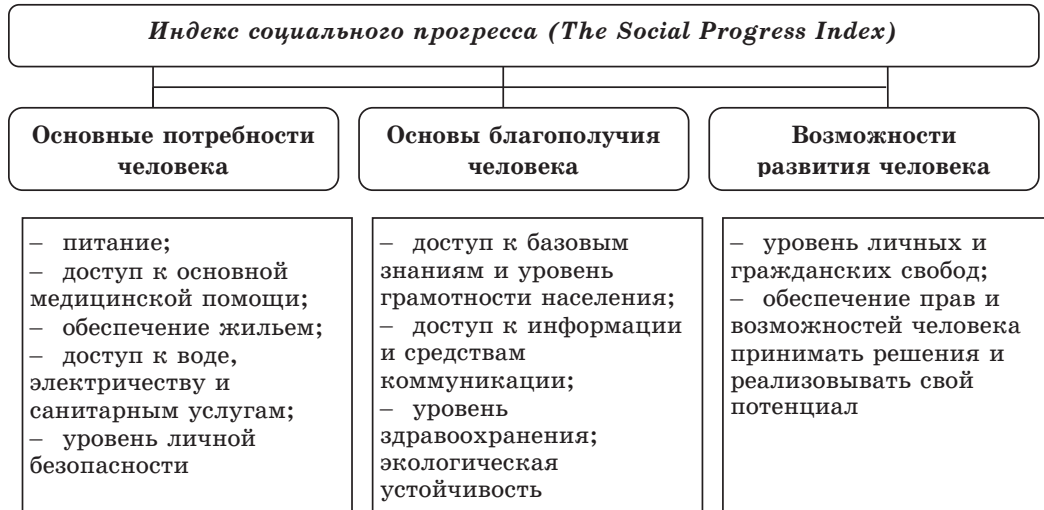 Индекс социального прогресса (The Social Progress Index)
Основные потребности
человека
Основы благополучия
человека
Возможности
развития человека
– питание;
– доступ к основной
медицинской помощи;
– обеспечение жильем;
– доступ к воде,
электричеству и
санитарным услугам;
– уровень личной
безопасности
– доступ к базовым
знаниям и уровень
грамотности населения;
– доступ к информации
и средствам
коммуникации;
– уровень
здравоохранения;
экологическая
устойчивость
– уровень личных и
гражданских свобод;
– обеспечение прав и
возможностей человека
принимать решения и
реализовывать свой
потенциал